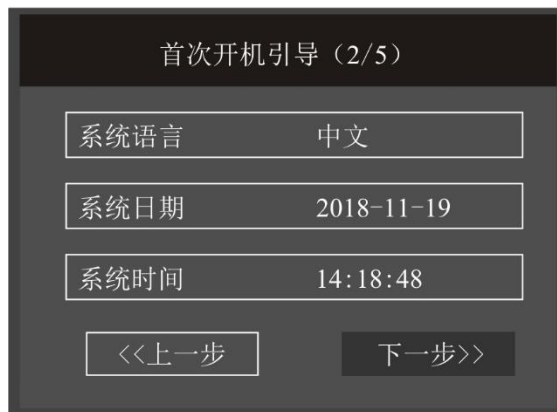 首次开机引导（2/5）
系统语言 中文
系统日期 2018-11-19
系统时间 14:18:48
<<上一步 下一步>>